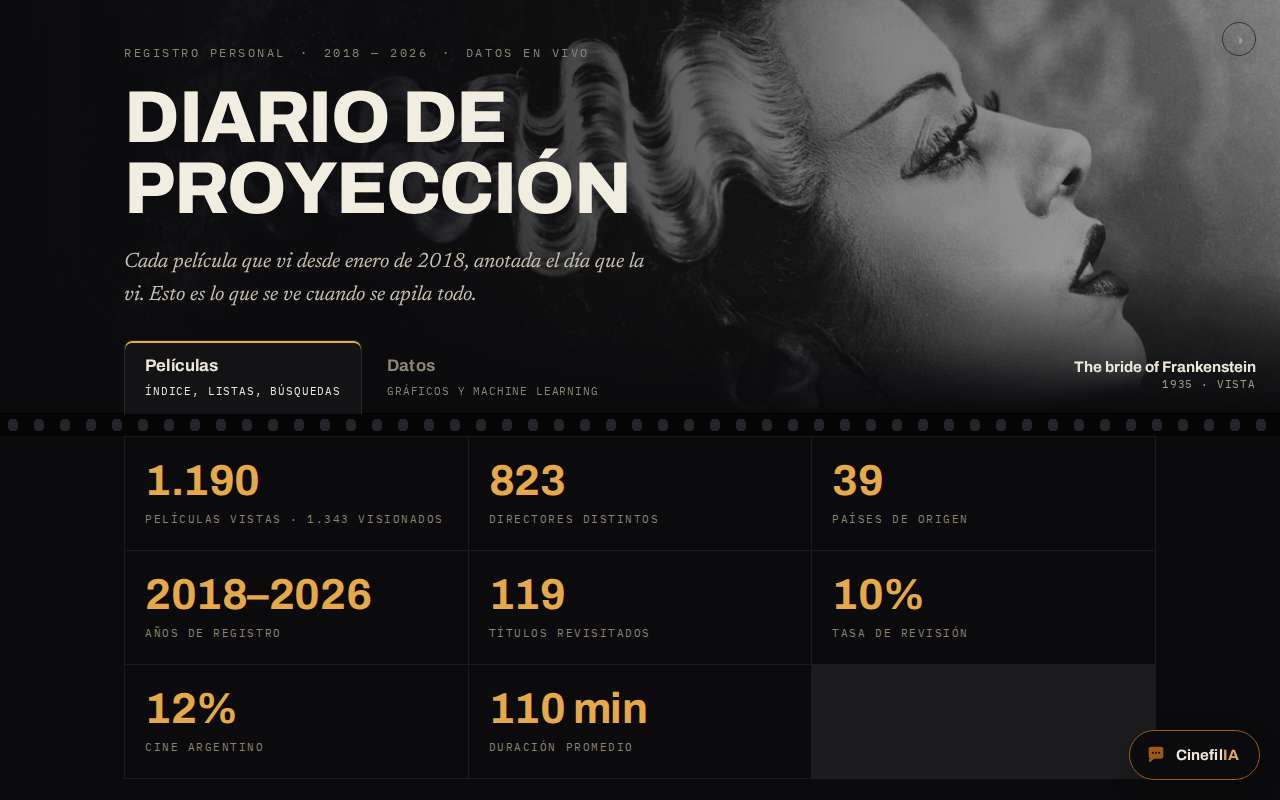 REGISTRO PERSONAL · 2018 — 2026 · DATOS EN VIVO
DIARIO DE
PROYECCIÓN
Cada película que vi desde enero de 2018, anotada el día que la
vi. Esto es lo que se ve cuando se apila todo.
Películas
ÍNDICE, LISTAS, BÚSQUEDAS
Datos
GRÁFICOS Y MACHINE LEARNING
The bride of Frankenstein
1935 · VISTA
1.190
PELÍCULAS VISTAS · 1.343 VISIONADOS
823
DIRECTORES DISTINTOS
39
PAÍSES DE ORIGEN
2018–2026
AÑOS DE REGISTRO
119
TÍTULOS REVISITADOS
10%
TASA DE REVISIÓN
12%
CINE ARGENTINO
110 min
DURACIÓN PROMEDIO
CinefilIA